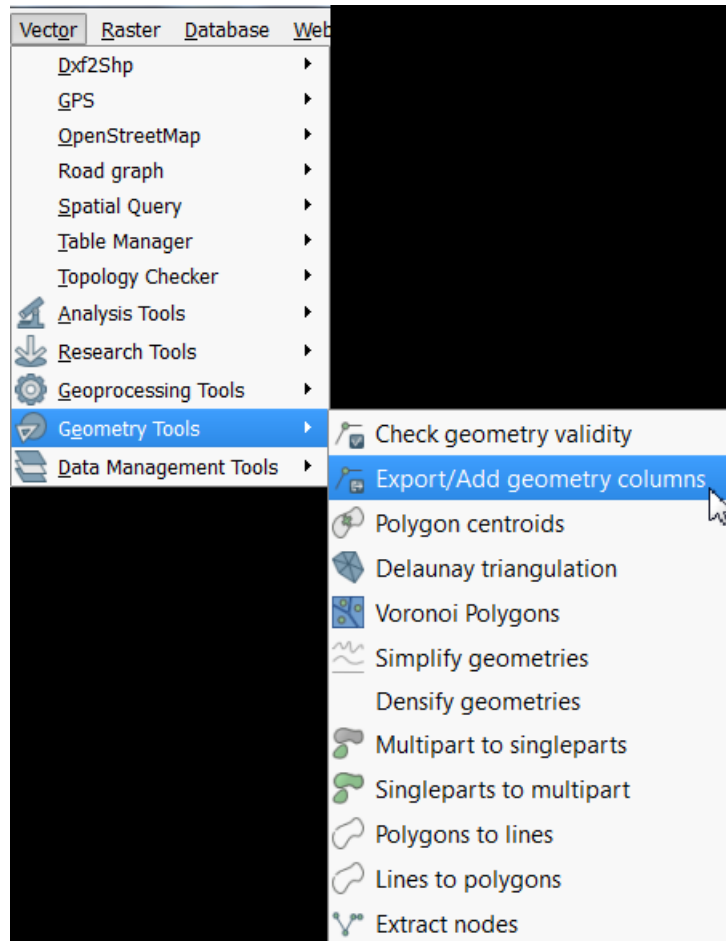 Vector Raster Database Web
Dxf2Shp
GPS
OpenStreetMap
Road graph
Spatial Query
Table Manager
Topology Checker
Analysis Tools
Research Tools
Geoprocessing Tools
Geometry Tools
Data Management Tools
Check geometry validity
Export/Add geometry columns
Polygon centroids
Delaunay triangulation
Voronoi Polygons
Simplify geometries
Densify geometries
Multipart to singleparts
Singleparts to multipart
Polygons to lines
Lines to polygons
Extract nodes